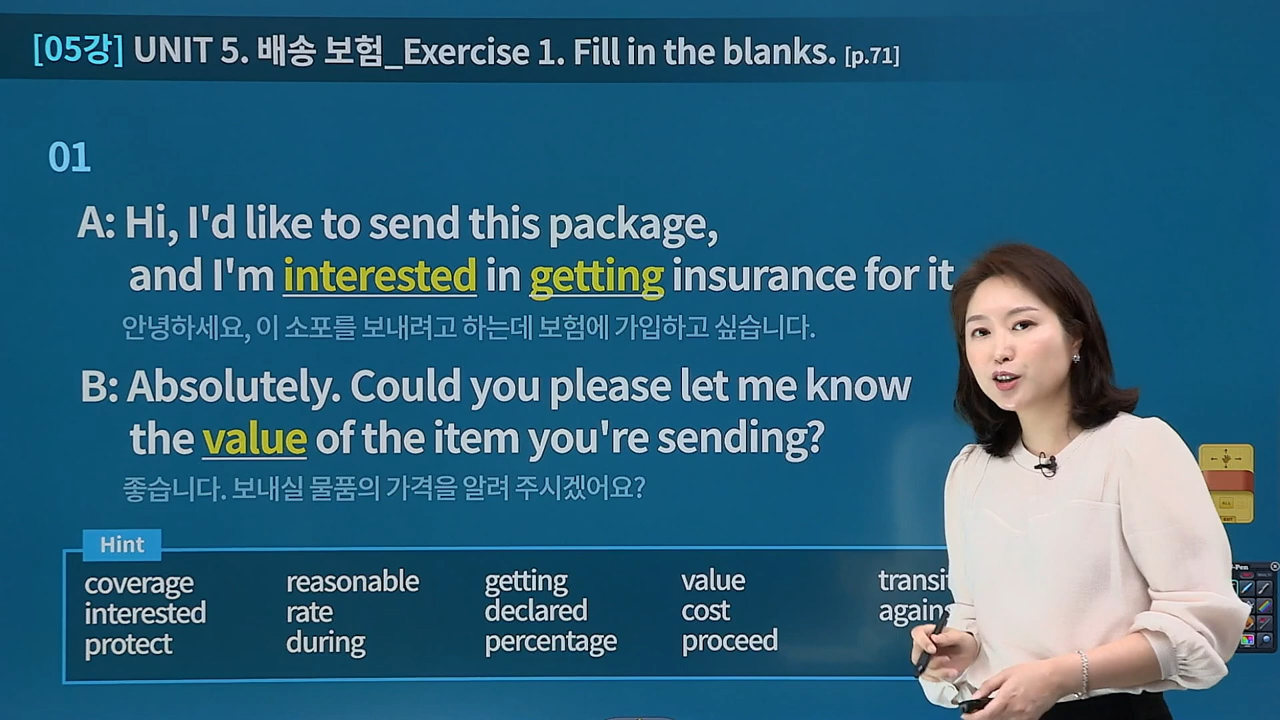 [05강] UNIT 5. 배송 보험_Exercise 1. Fill in the blanks. [p.71]
01
A: Hi, I'd like to send this package,
and I'm interested in getting insurance for it
안녕하세요, 이 소포를 보내려고 하는데 보험에 가입하고 싶습니다.
B: Absolutely. Could you please let me know
the value of the item you're sending?
좋습니다. 보내실 물품의 가격을 알려 주시겠어요?
Hint
coverage reasonable getting value transit
interested rate declared cost
protect during percentage proceed
ALL